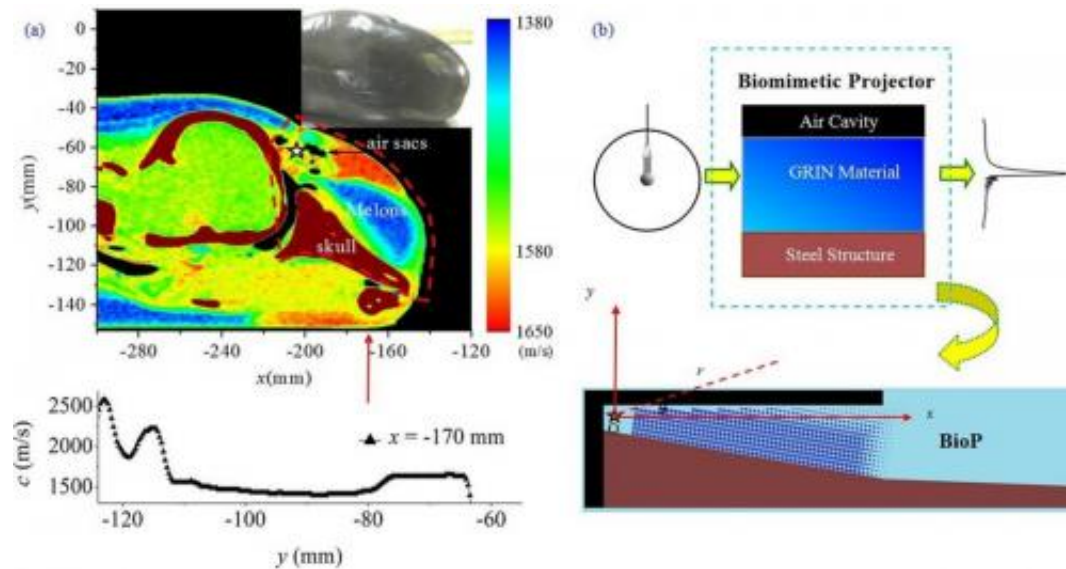 (a)
0
-20
-40
-60
-80
-100
-120
-140
y(mm)
air sacs
Melons
skull
-280
-240
-200
-160
-120
x(mm)
1380
1580
1650
(m/s)
2500
2000
1500
c (m/s)
x = -170 mm
-120
-100
-80
-60
y (mm)
(b)
Biomimetic Projector
Air Cavity
GRIN Material
Steel Structure
y
r
x
BioP